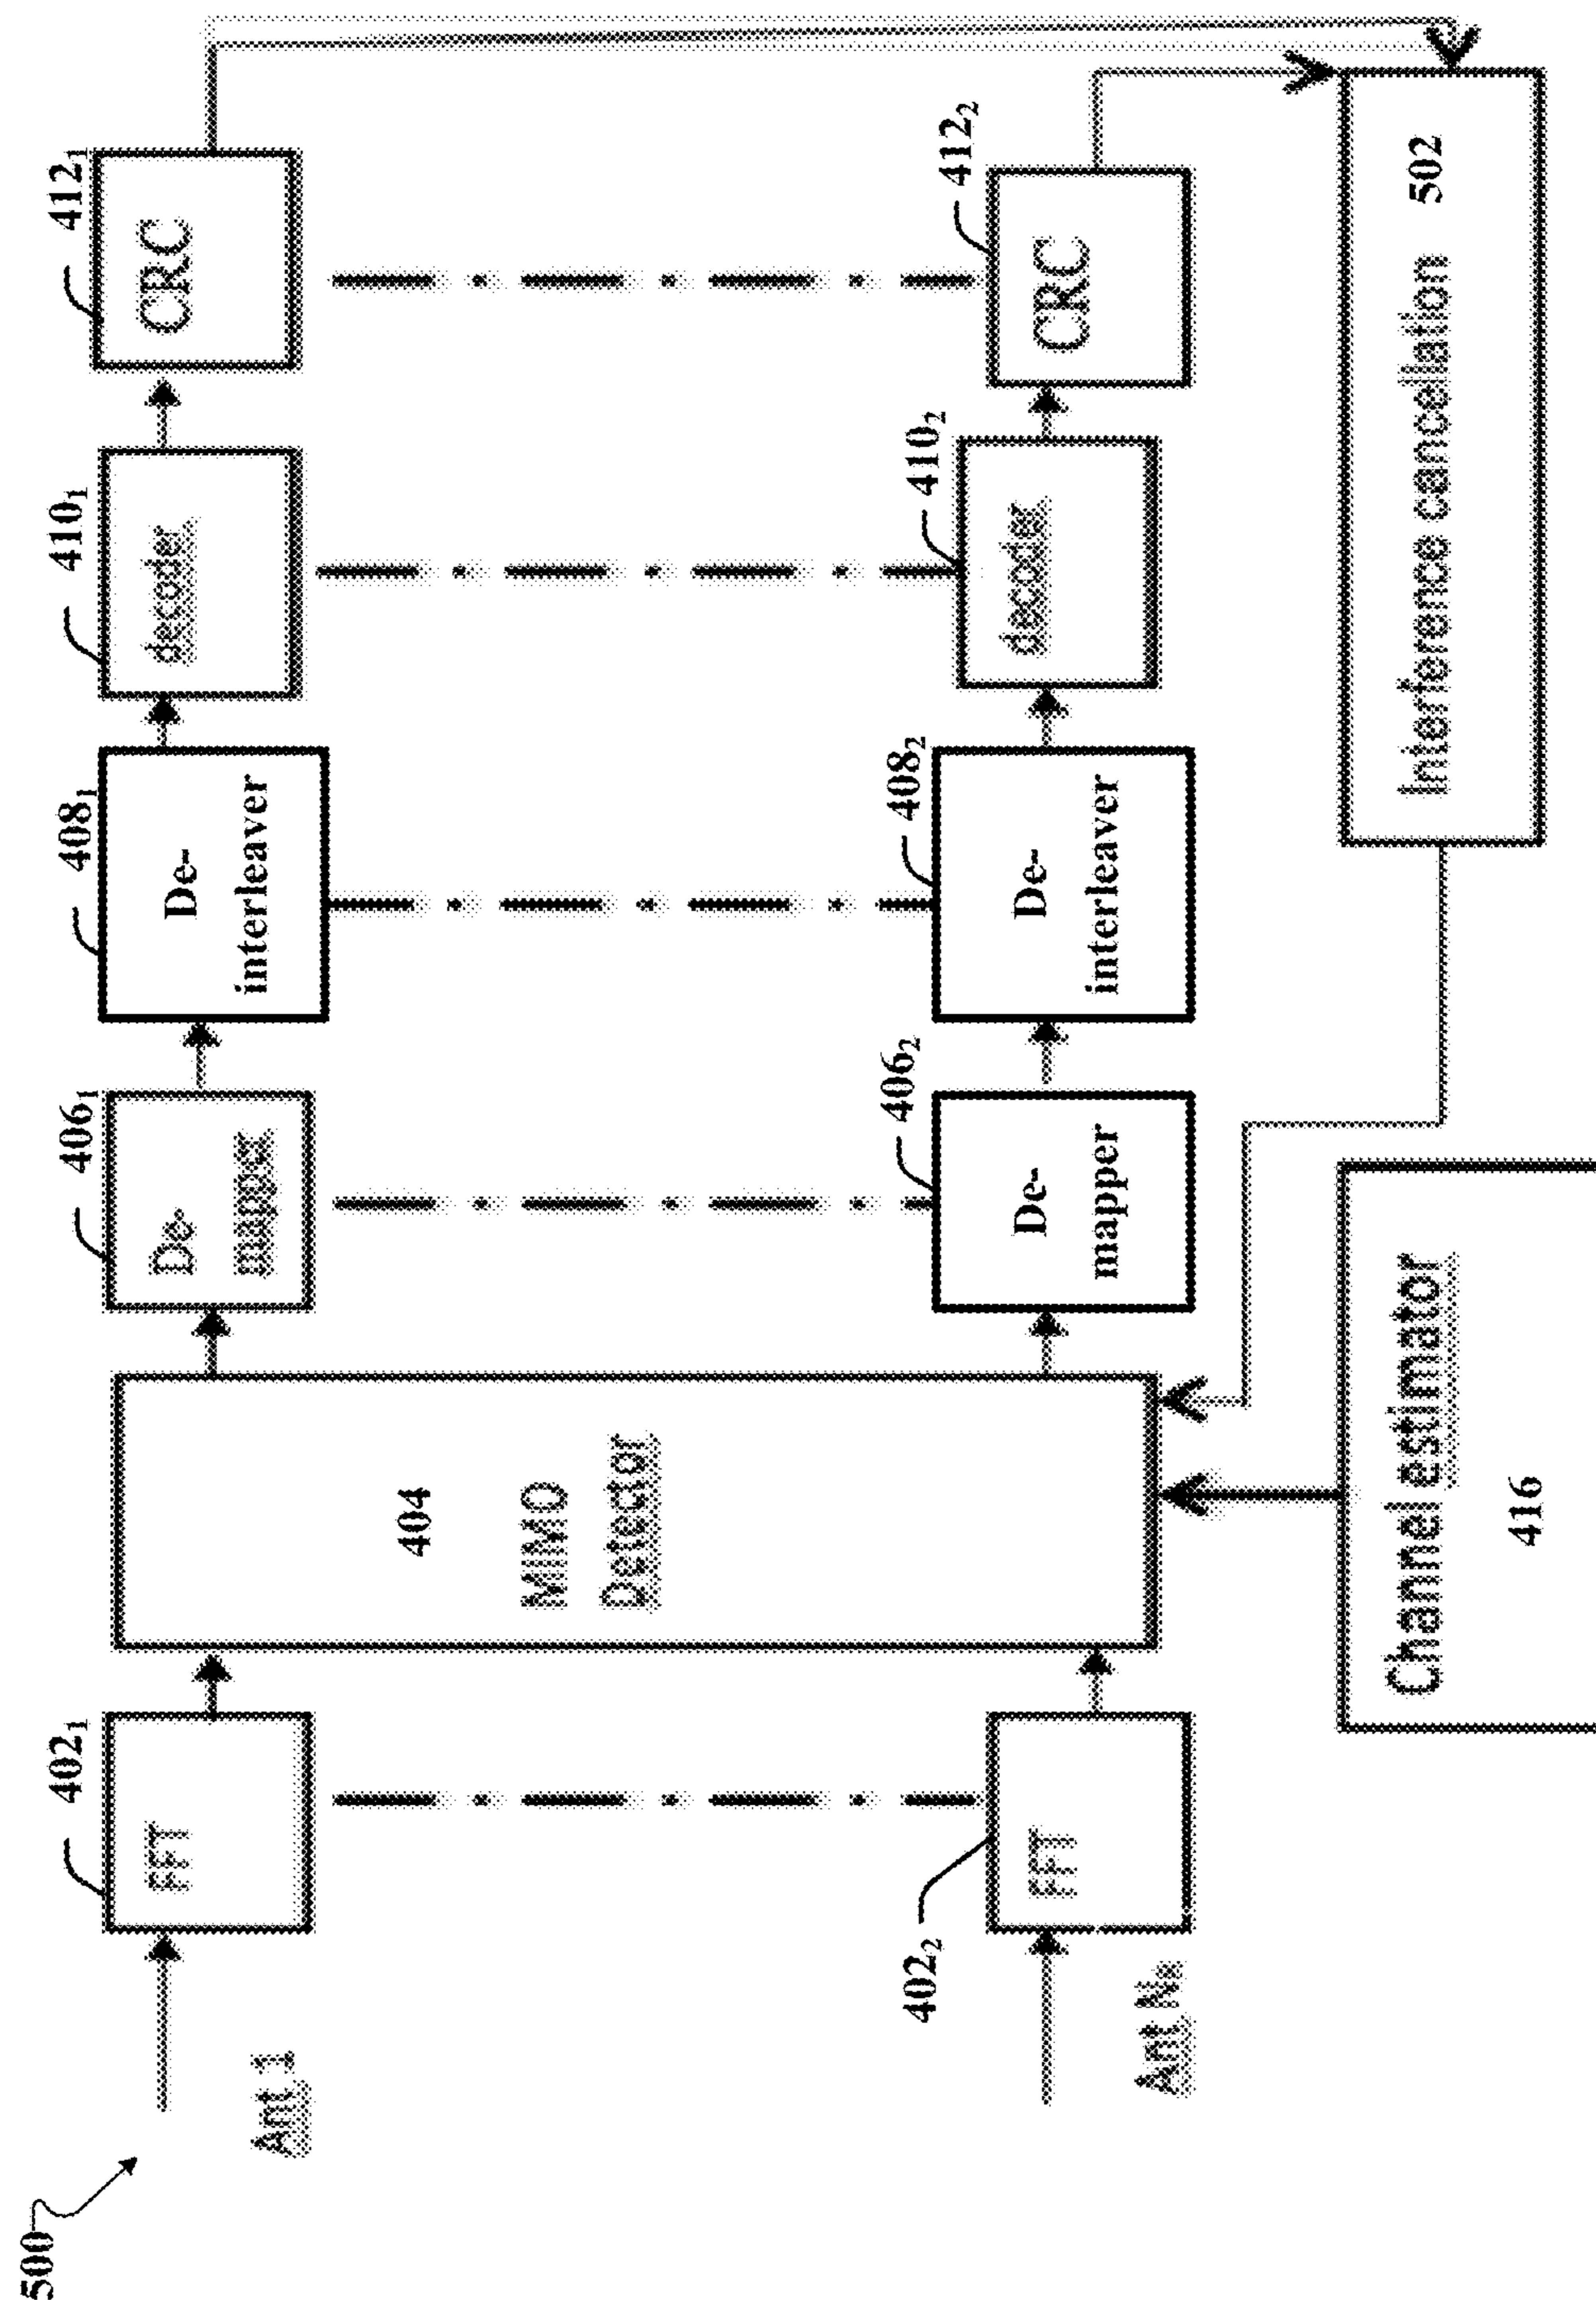 500
Ant 1
402₁
FFT
404
MIMO
Detector
406₁
De-
mapper
408₁
De-
interleaver
410₁
decoder
412₁
CRC
Ant Nᵣ
402₂
FFT
406₂
De-
mapper
408₂
De-
interleaver
410₂
decoder
412₂
CRC
Channel estimator
416
Interference cancellation 502